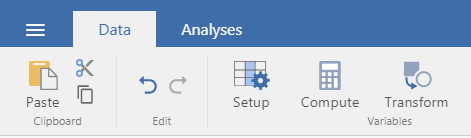 Data Analyses
Paste Setup Compute Transform
Clipboard Edit Variables